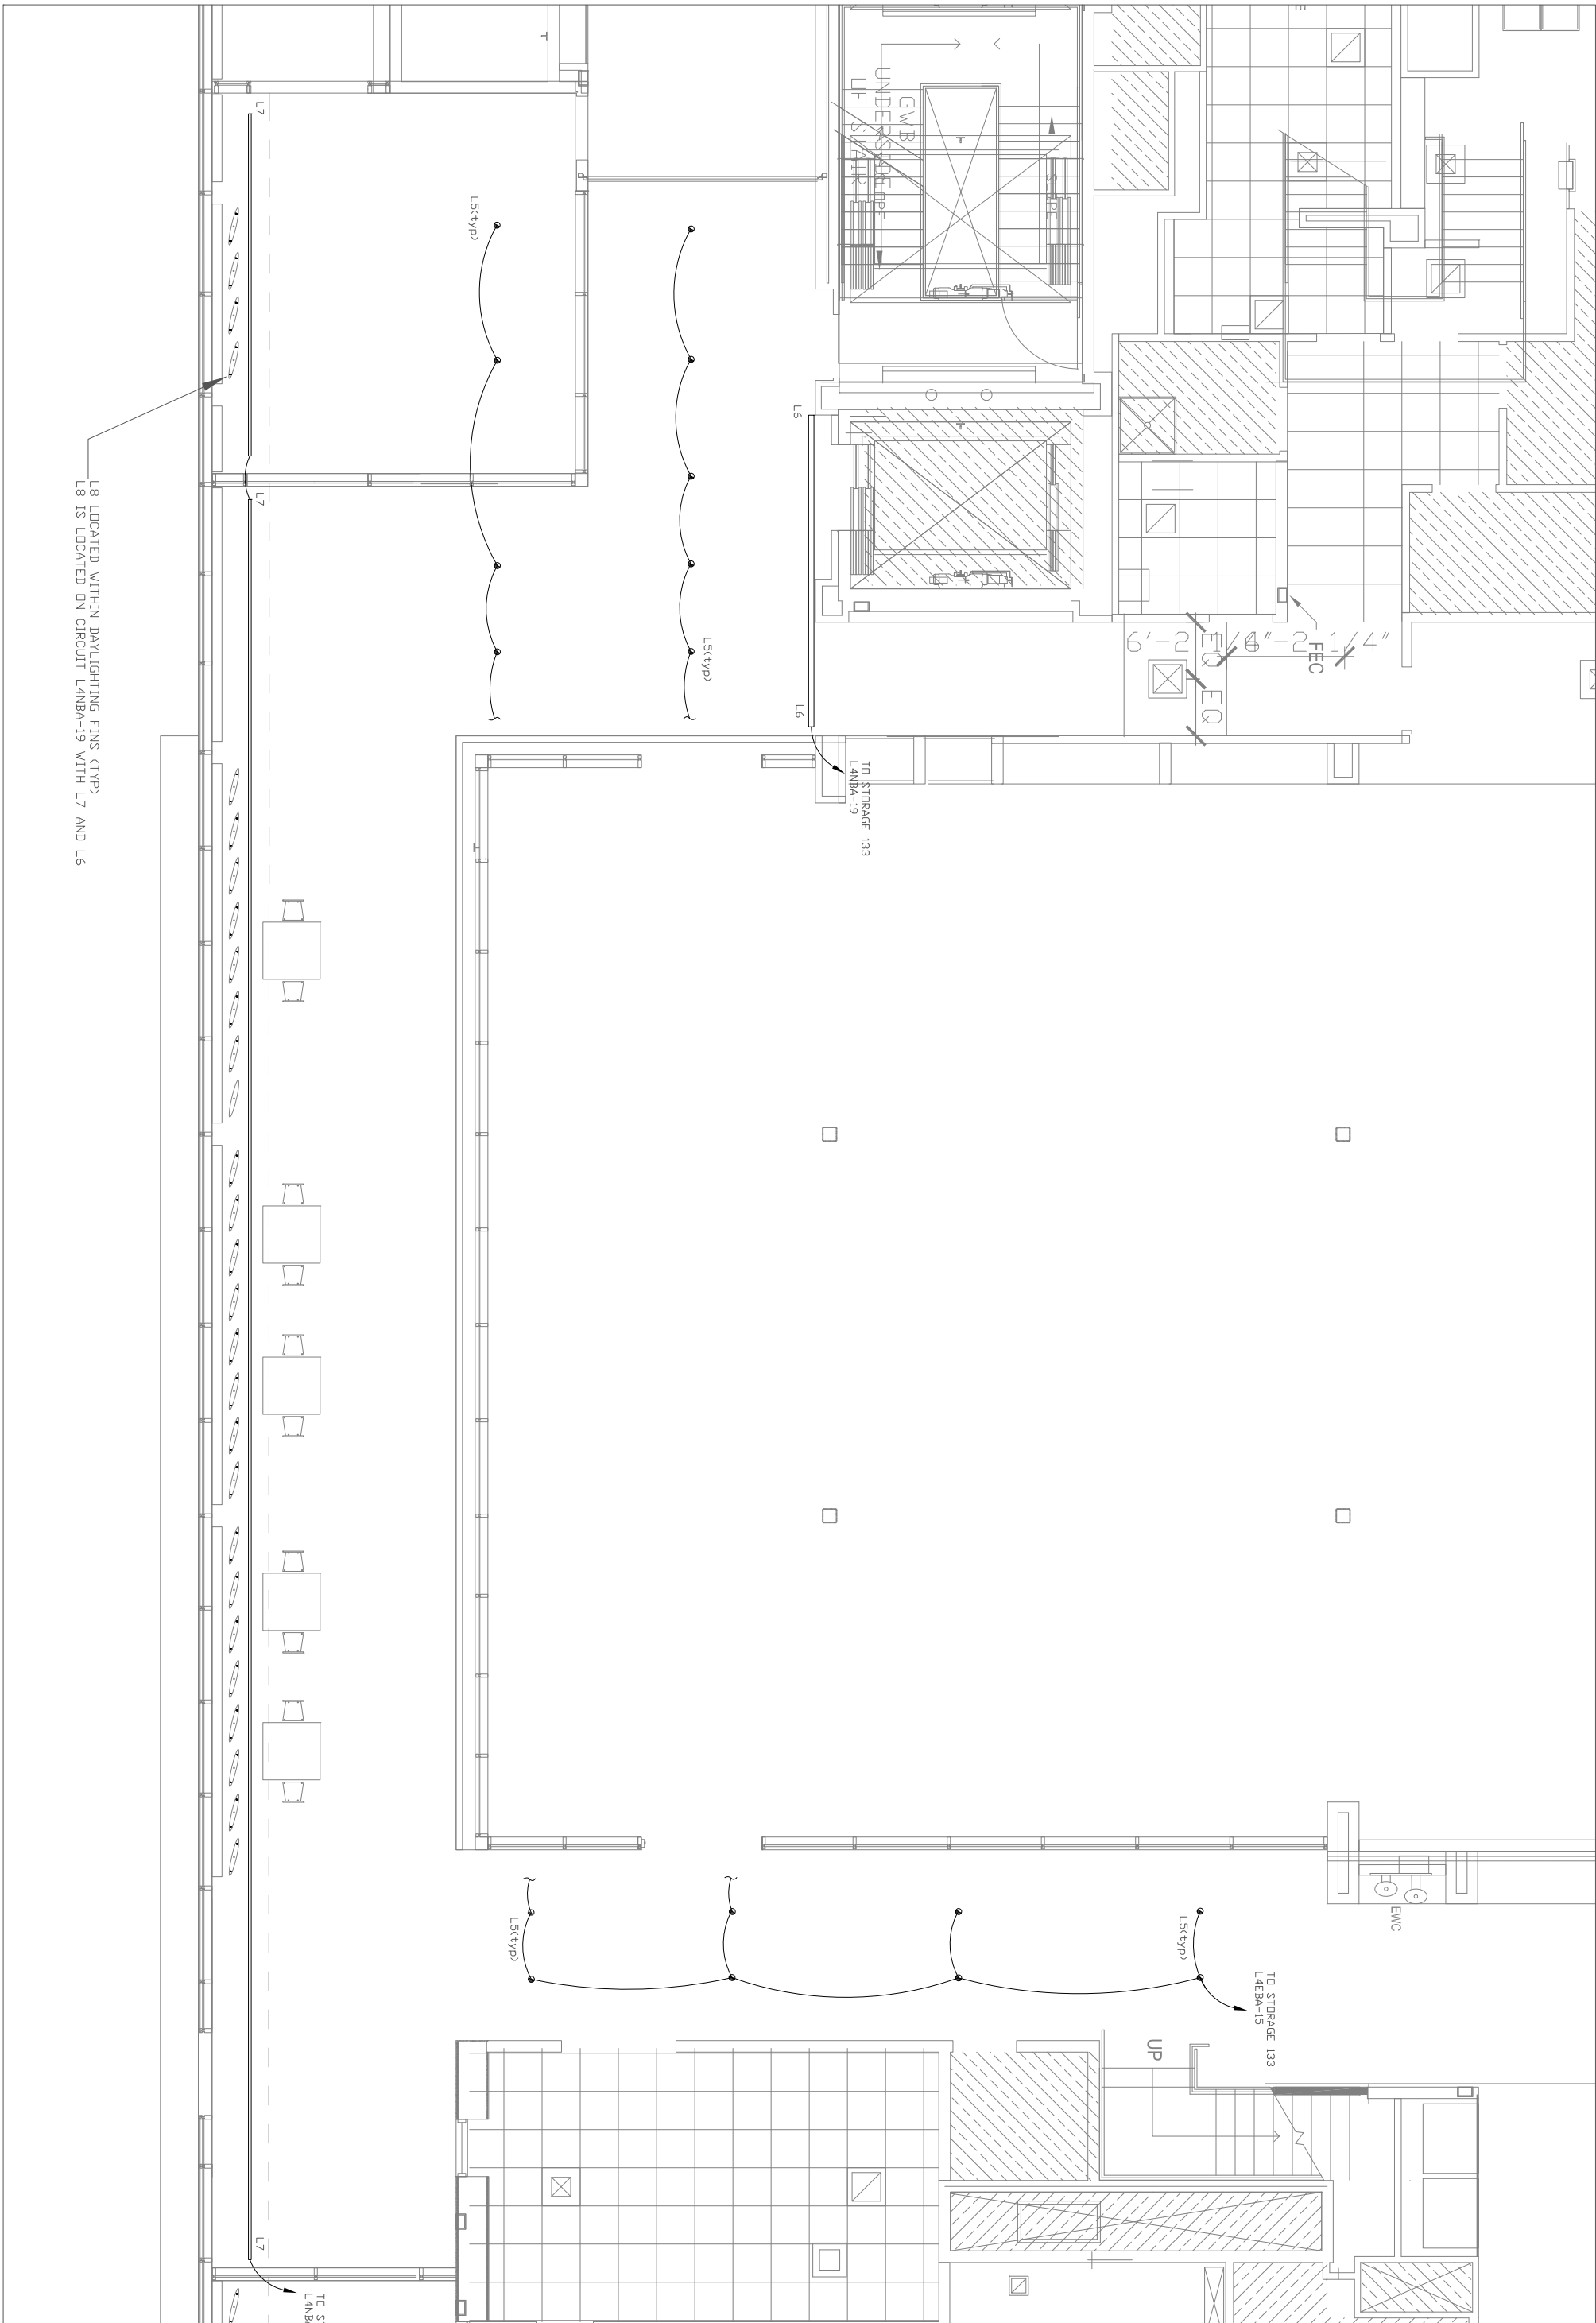 L7
L5(typ)
GWB
UNDERSIDE
OF STAIR
SLOPE
SLOPE
L6
L7
L8 LOCATED WITHIN DAYLIGHTING FINS (TYP)
L8 IS LOCATED ON CIRCUIT L4NBA-19 WITH L7 AND L6
L5(typ)
L6
6'-2 1/4"
6'-2 1/4"
EQ
EQ
FEC
TO STORAGE 133
L4NBA-19
EWC
L5(typ)
L5(typ)
TO STORAGE 133
L4EBA-15
UP
L7